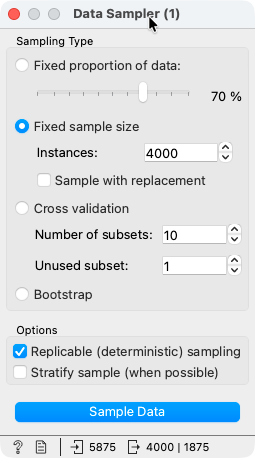 Data Sampler (1)
Sampling Type
Fixed proportion of data:
70 %
Fixed sample size
Instances: 4000
Sample with replacement
Cross validation
Number of subsets: 10
Unused subset: 1
Bootstrap
Options
Replicable (deterministic) sampling
Stratify sample (when possible)
Sample Data
? 5875 4000 | 1875